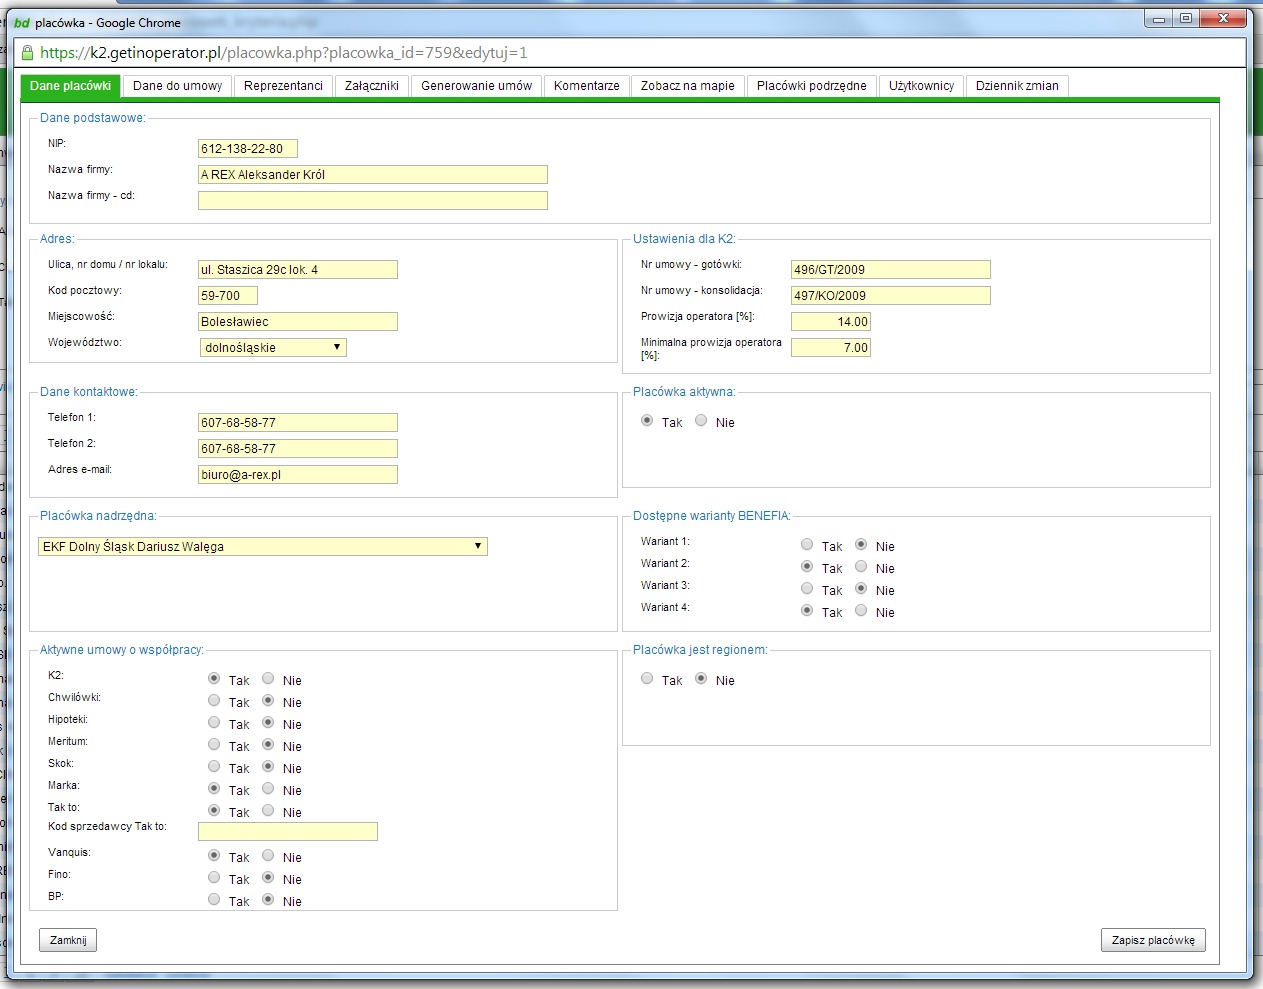 bd placówka - Google Chrome
https://k2.getinoperator.pl/placowka.php?placowka_id=759&edytuj=1
Dane placówki Dane do umowy Reprezentanci Załączniki Generowanie umów Komentarze Zobacz na mapie Placówki podrzędne Użytkownicy Dziennik zmian
Dane podstawowe:
NIP: 612-138-22-80
Nazwa firmy: A REX Aleksander Król
Nazwa firmy - cd:
Adres:
Ulica, nr domu / nr lokalu: ul. Staszica 29c lok. 4
Kod pocztowy: 59-700
Miejscowość: Bolesławiec
Województwo: dolnośląskie
Ustawienia dla K2:
Nr umowy - gotówki: 496/GT/2009
Nr umowy - konsolidacja: 497/KO/2009
Prowizja operatora [%]: 14.00
Minimalna prowizja operatora
[%]: 7.00
Dane kontaktowe:
Telefon 1: 607-68-58-77
Telefon 2: 607-68-58-77
Adres e-mail: biuro@a-rex.pl
Placówka aktywna:
Tak Nie
Placówka nadrzędna:
EKF Dolny Śląsk Dariusz Walęga
Dostępne warianty BENEFIA:
Wariant 1: Tak Nie
Wariant 2: Tak Nie
Wariant 3: Tak Nie
Wariant 4: Tak Nie
Aktywne umowy o współpracy:
K2: Tak Nie
Chwilówki: Tak Nie
Hipoteki: Tak Nie
Meritum: Tak Nie
Skok: Tak Nie
Marka: Tak Nie
Tak to: Tak Nie
Kod sprzedawcy Tak to:
Vanquis: Tak Nie
Fino: Tak Nie
BP: Tak Nie
Placówka jest regionem:
Tak Nie
Zamknij Zapisz placówkę